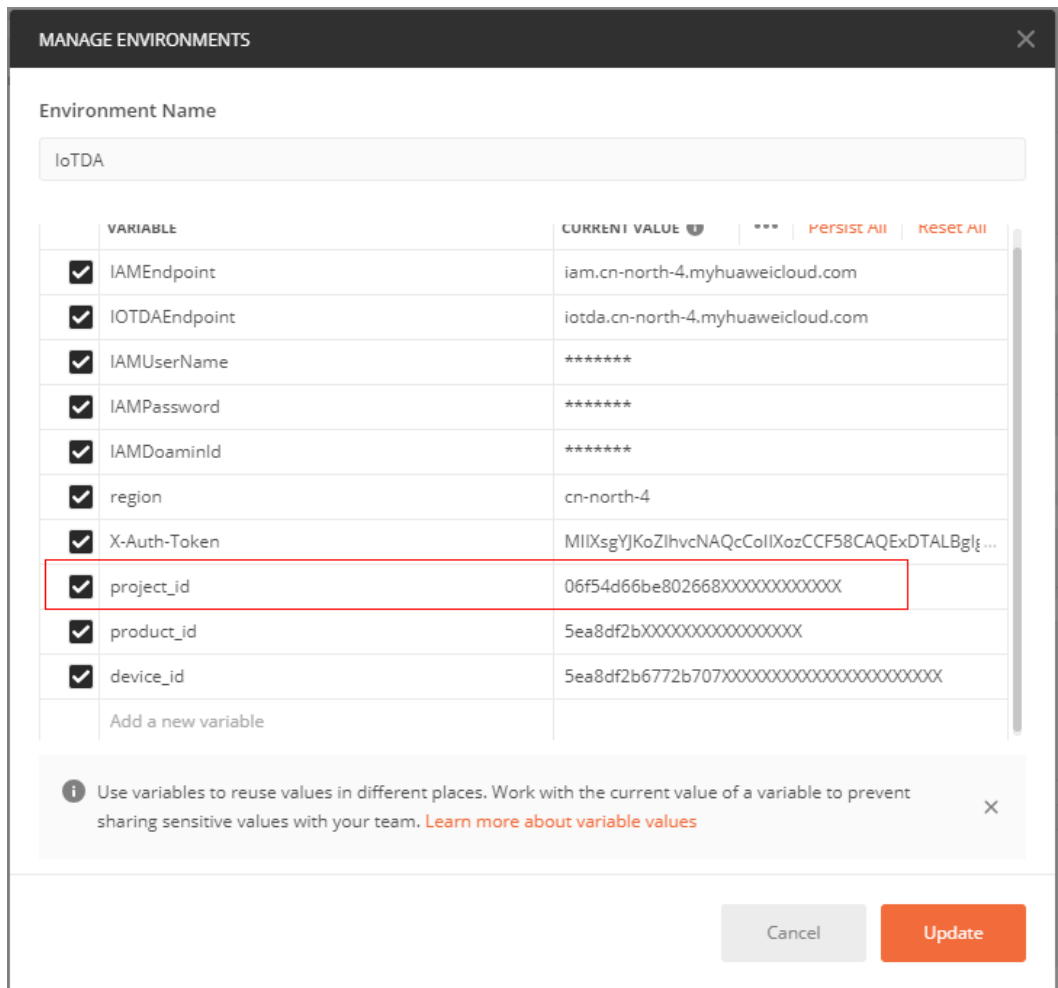 MANAGE ENVIRONMENTS
Environment Name
IoTDA
VARIABLE CURRENT VALUE Persist All Reset All
IAMEndpoint iam.cn-north-4.myhuaweicloud.com
IOTDAEndpoint iotda.cn-north-4.myhuaweicloud.com
IAMUserName *******
IAMPassword *******
IAMDoaminId *******
region cn-north-4
X-Auth-Token MIIXsgYJKoZIhvcNAQcCoIIXozCCF58CAQExDTALBglg...
project_id 06f54d66be802668XXXXXXXXXXXX
product_id 5ea8df2bXXXXXXXXXXXXXXXX
device_id 5ea8df2b6772b707XXXXXXXXXXXXXXXXXXXXXX
Add a new variable
Use variables to reuse values in different places. Work with the current value of a variable to prevent
sharing sensitive values with your team. Learn more about variable values
Cancel Update